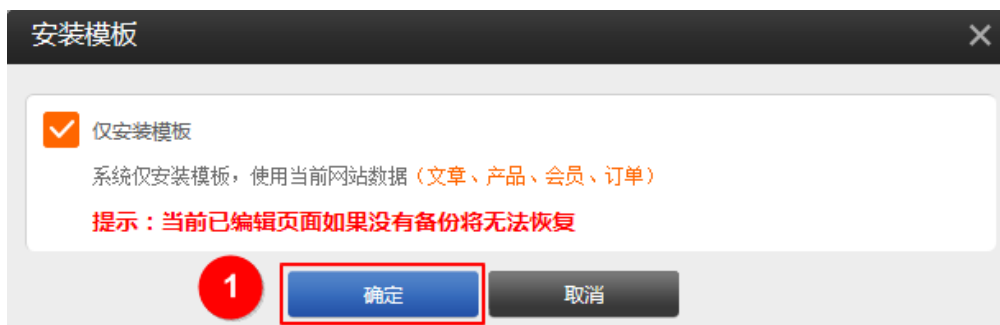 安装模板
仅安装模板
系统仅安装模板，使用当前网站数据（文章、产品、会员、订单）
提示：当前已编辑页面如果没有备份将无法恢复
1
确定
取消